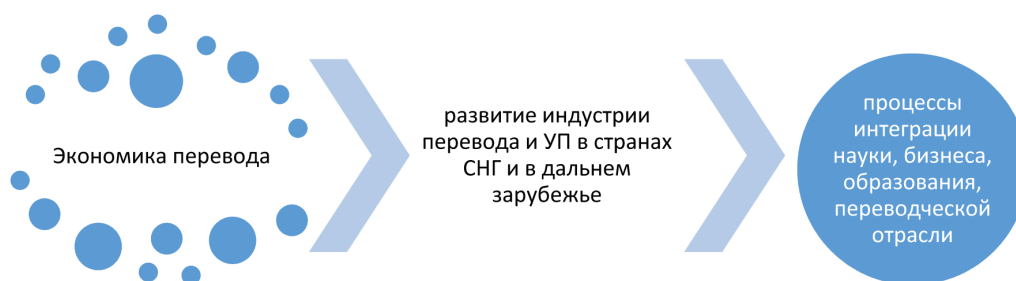 Экономика перевода
развитие индустрии
перевода и УП в странах
СНГ и в дальнем
зарубежье
процессы
интеграции
науки, бизнеса,
образования,
переводческой
отрасли